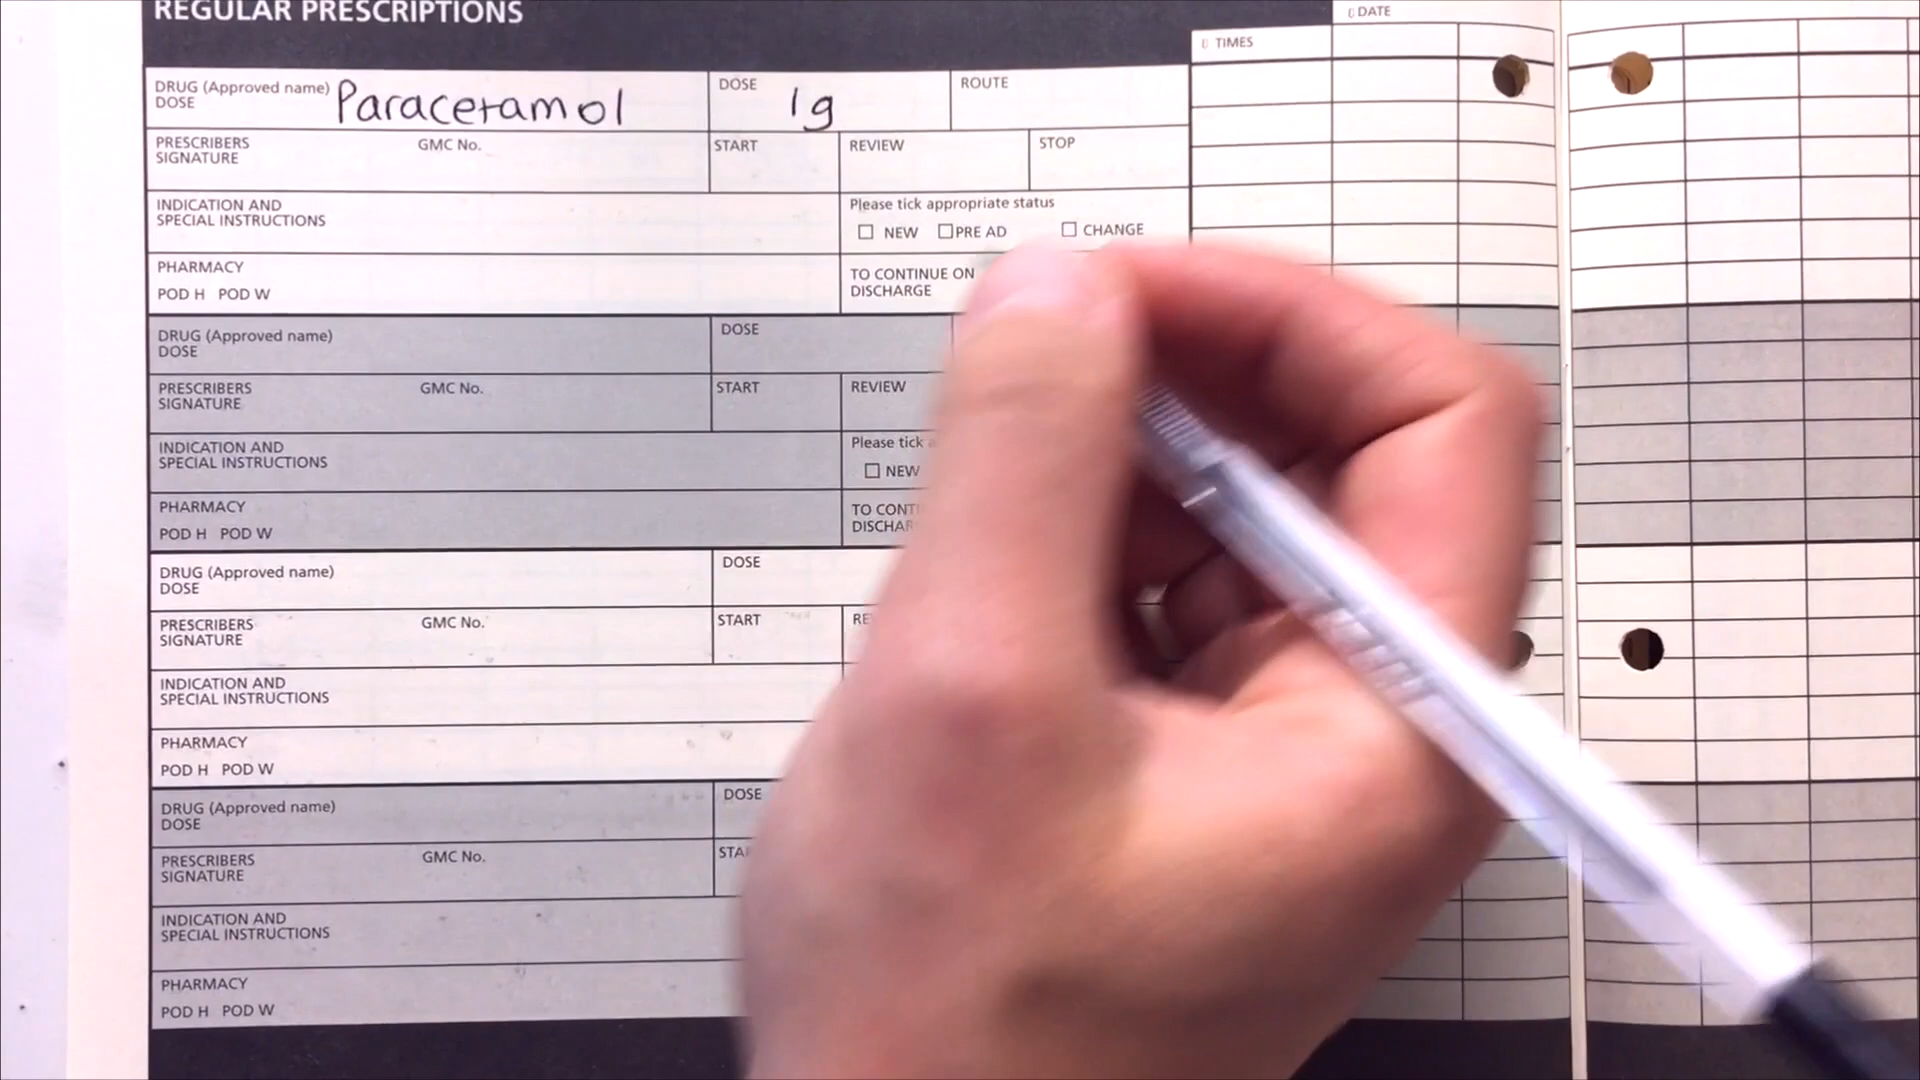 REGULAR PRESCRIPTIONS
DATE
TIMES
DRUG (Approved name) Paracetamol DOSE 1g ROUTE
DOSE
PRESCRIBERS GMC No. START REVIEW STOP
SIGNATURE
INDICATION AND Please tick appropriate status
SPECIAL INSTRUCTIONS
NEW PRE AD CHANGE
PHARMACY TO CONTINUE ON
POD H POD W DISCHARGE
DRUG (Approved name) DOSE
DOSE
PRESCRIBERS GMC No. START REVIEW
SIGNATURE
INDICATION AND Please tick
SPECIAL INSTRUCTIONS NEW
PHARMACY TO
POD H POD W
DRUG (Approved name) DOSE
DOSE
PRESCRIBERS GMC No. START
SIGNATURE
INDICATION AND
SPECIAL INSTRUCTIONS
PHARMACY
POD H POD W
DRUG (Approved name) DOSE
DOSE
PRESCRIBERS GMC No.
SIGNATURE
INDICATION AND
SPECIAL INSTRUCTIONS
PHARMACY
POD H POD W